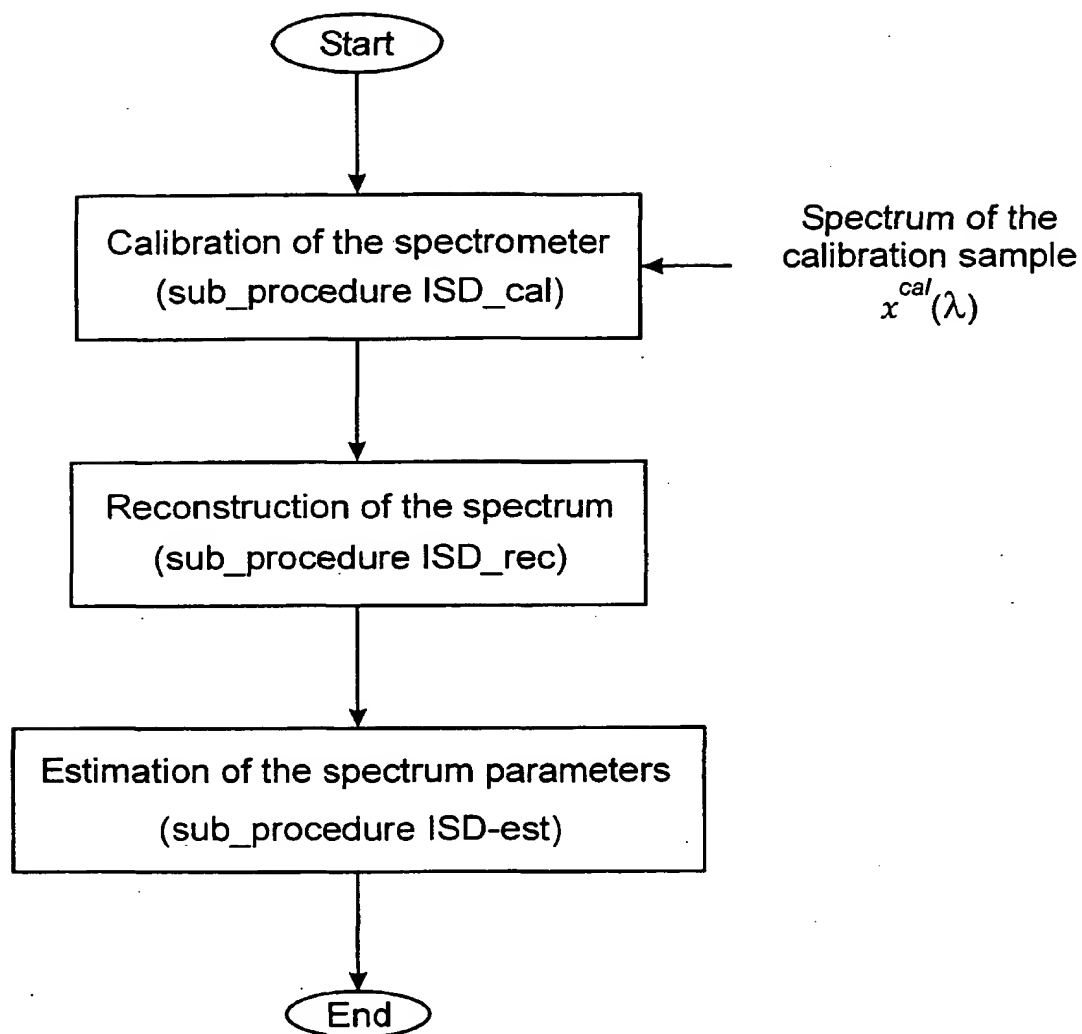 Start
Calibration of the spectrometer
(sub_procedure ISD_cal)
Spectrum of the
calibration sample
x^cal(λ)
Reconstruction of the spectrum
(sub_procedure ISD_rec)
Estimation of the spectrum parameters
(sub_procedure ISD-est)
End